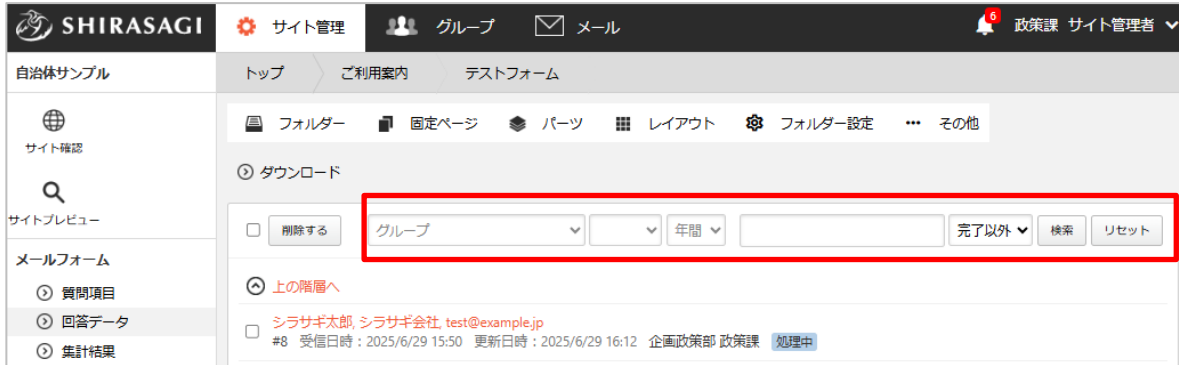 SHIRASAGI サイト管理 グループ メール 6 政策課 サイト管理者
自治体サンプル トップ ご利用案内 テストフォーム
フォルダー 固定ページ パーツ レイアウト フォルダー設定 その他
サイト確認
ダウンロード
サイトプレビュー
削除する グループ 年間 完了以外 検索 リセット
メールフォーム
上の階層へ
質問項目
シラサギ太郎, シラサギ会社, test@example.jp
回答データ
#8 受信日時:2025/6/29 15:50 更新日時:2025/6/29 16:12 企画政策部 政策課 処理中
集計結果